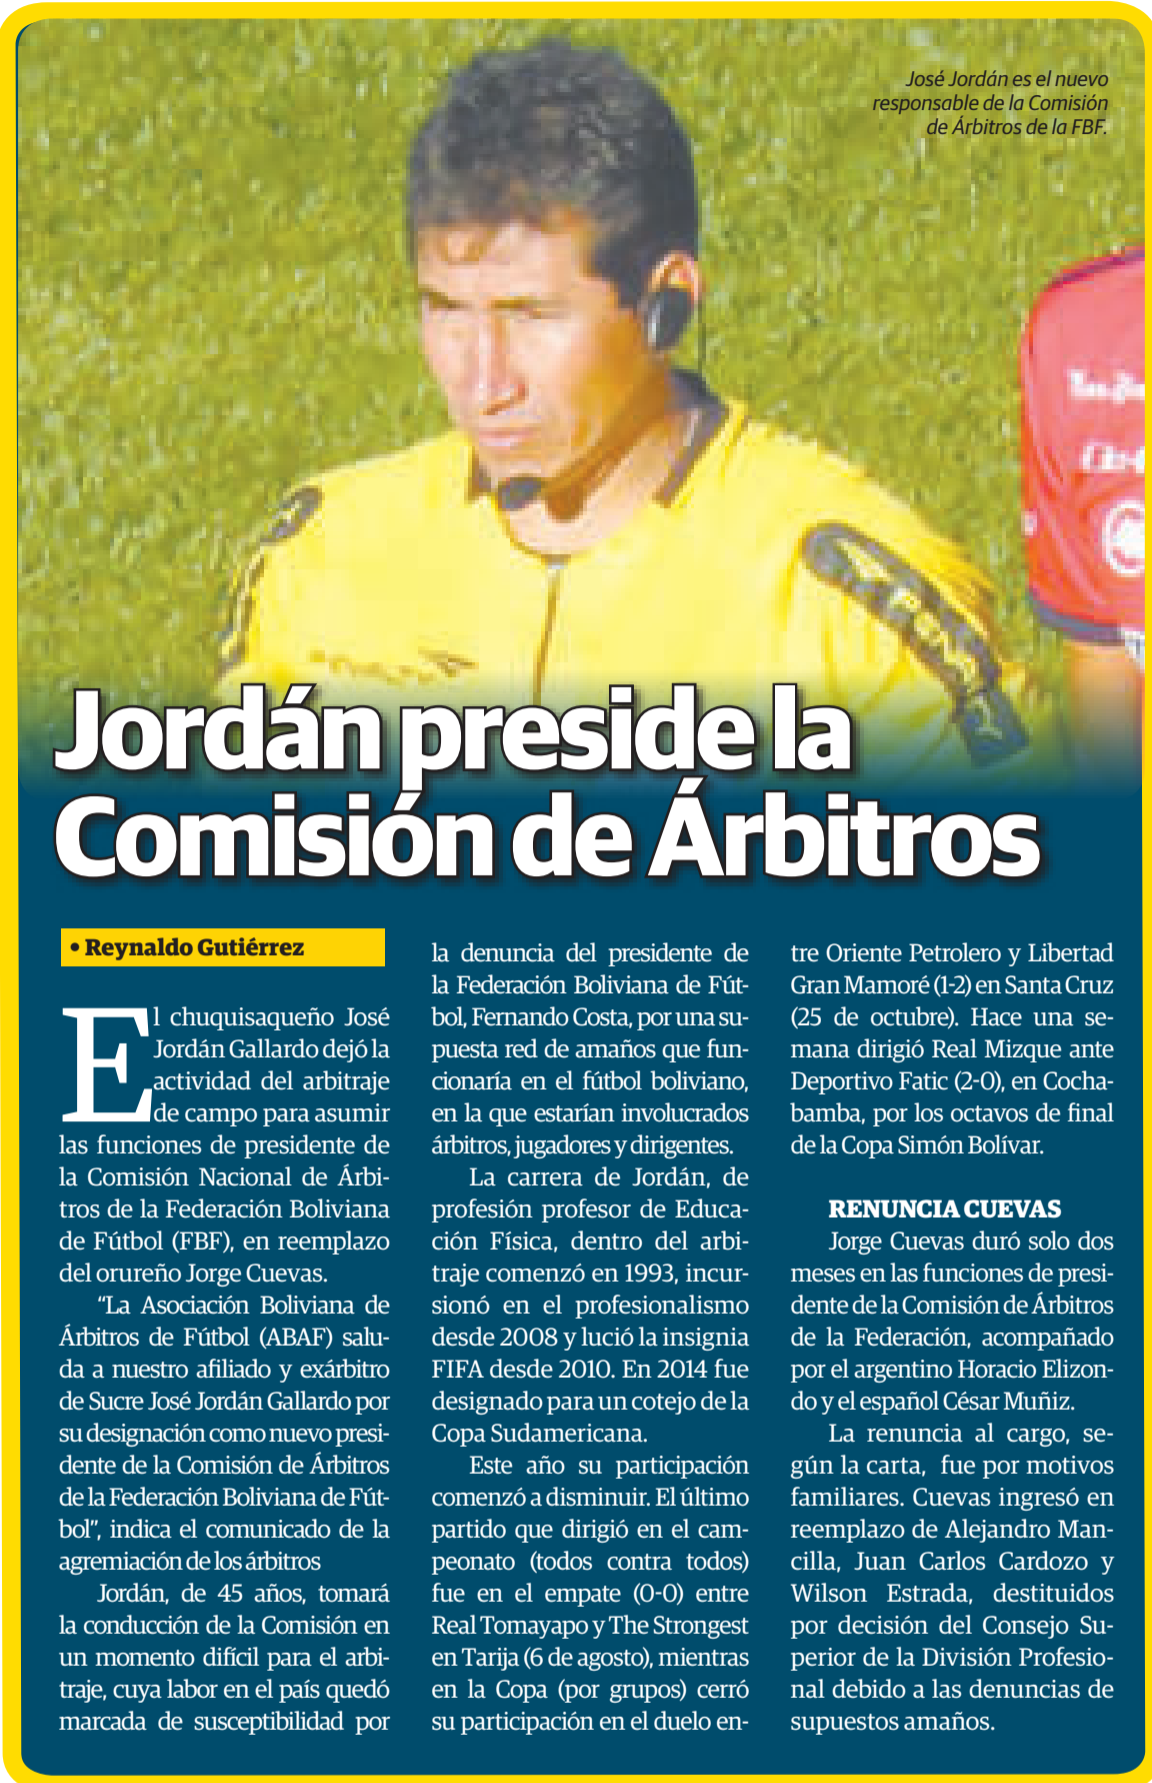 José Jordán es el nuevo
responsable de la Comisión
de Árbitros de la FBF.
Jordán preside la
Comisión de Árbitros
• Reynaldo Gutiérrez
El chuquisaqueño José
Jordán Gallardo dejó la
actividad del arbitraje
de campo para asumir
las funciones de presidente de
la Comisión Nacional de Árbi-
tros de la Federación Boliviana
de Fútbol (FBF), en reemplazo
del orureño Jorge Cuevas.
“La Asociación Boliviana de
Árbitros de Fútbol (ABAF) salu-
da a nuestro afiliado y exárbitro
de Sucre José Jordán Gallardo por
su designación como nuevo presi-
dente de la Comisión de Árbitros
de la Federación Boliviana de Fút-
bol”, indica el comunicado de la
agremiación de los árbitros
Jordán, de 45 años, tomará
la conducción de la Comisión en
un momento difícil para el arbi-
traje, cuya labor en el país quedó
marcada de susceptibilidad por
la denuncia del presidente de
la Federación Boliviana de Fút-
bol, Fernando Costa, por una su-
puesta red de amaños que fun-
cionaría en el fútbol boliviano,
en la que estarían involucrados
árbitros, jugadores y dirigentes.
La carrera de Jordán, de
profesión profesor de Educa-
ción Física, dentro del arbi-
traje comenzó en 1993, incur-
sionó en el profesionalismo
desde 2008 y lució la insignia
FIFA desde 2010. En 2014 fue
designado para un cotejo de la
Copa Sudamericana.
Este año su participación
comenzó a disminuir. El último
partido que dirigió en el cam-
peonato (todos contra todos)
fue en el empate (0-0) entre
Real Tomayapo y The Strongest
en Tarija (6 de agosto), mientras
en la Copa (por grupos) cerró
su participación en el duelo en-
tre Oriente Petrolero y Libertad
Gran Mamoré (1-2) en Santa Cruz
(25 de octubre). Hace una se-
mana dirigió Real Mizque ante
Deportivo Fatic (2-0), en Cocha-
bamba, por los octavos de final
de la Copa Simón Bolívar.
RENUNCIA CUEVAS
Jorge Cuevas duró solo dos
meses en las funciones de presi-
dente de la Comisión de Árbitros
de la Federación, acompañado
por el argentino Horacio Elizon-
do y el español César Muñiz.
La renuncia al cargo, se-
gún la carta, fue por motivos
familiares. Cuevas ingresó en
reemplazo de Alejandro Man-
cilla, Juan Carlos Cardozo y
Wilson Estrada, destituidos
por decisión del Consejo Su-
perior de la División Profesio-
nal debido a las denuncias de
supuestos amaños.